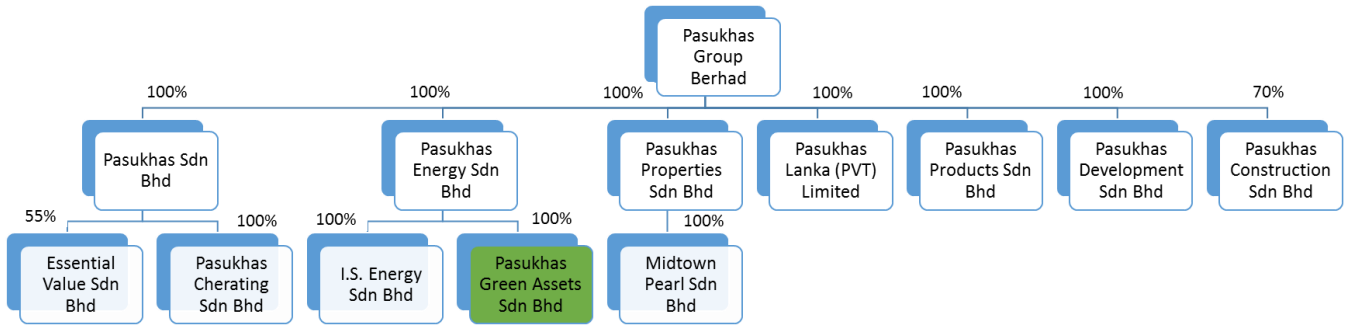 Pasukhas
Group
Berhad
100%
100%
100%
100%
100%
100%
70%
Pasukhas Sdn
Bhd
Pasukhas
Energy Sdn
Bhd
Pasukhas
Properties
Sdn Bhd
Pasukhas
Lanka (PVT)
Limited
Pasukhas
Products Sdn
Bhd
Pasukhas
Development
Sdn Bhd
Pasukhas
Construction
Sdn Bhd
55%
100%
100%
100%
100%
Essential
Value Sdn
Bhd
Pasukhas
Cherating
Sdn Bhd
I.S. Energy
Sdn Bhd
Pasukhas
Green Assets
Sdn Bhd
Midtown
Pearl Sdn
Bhd